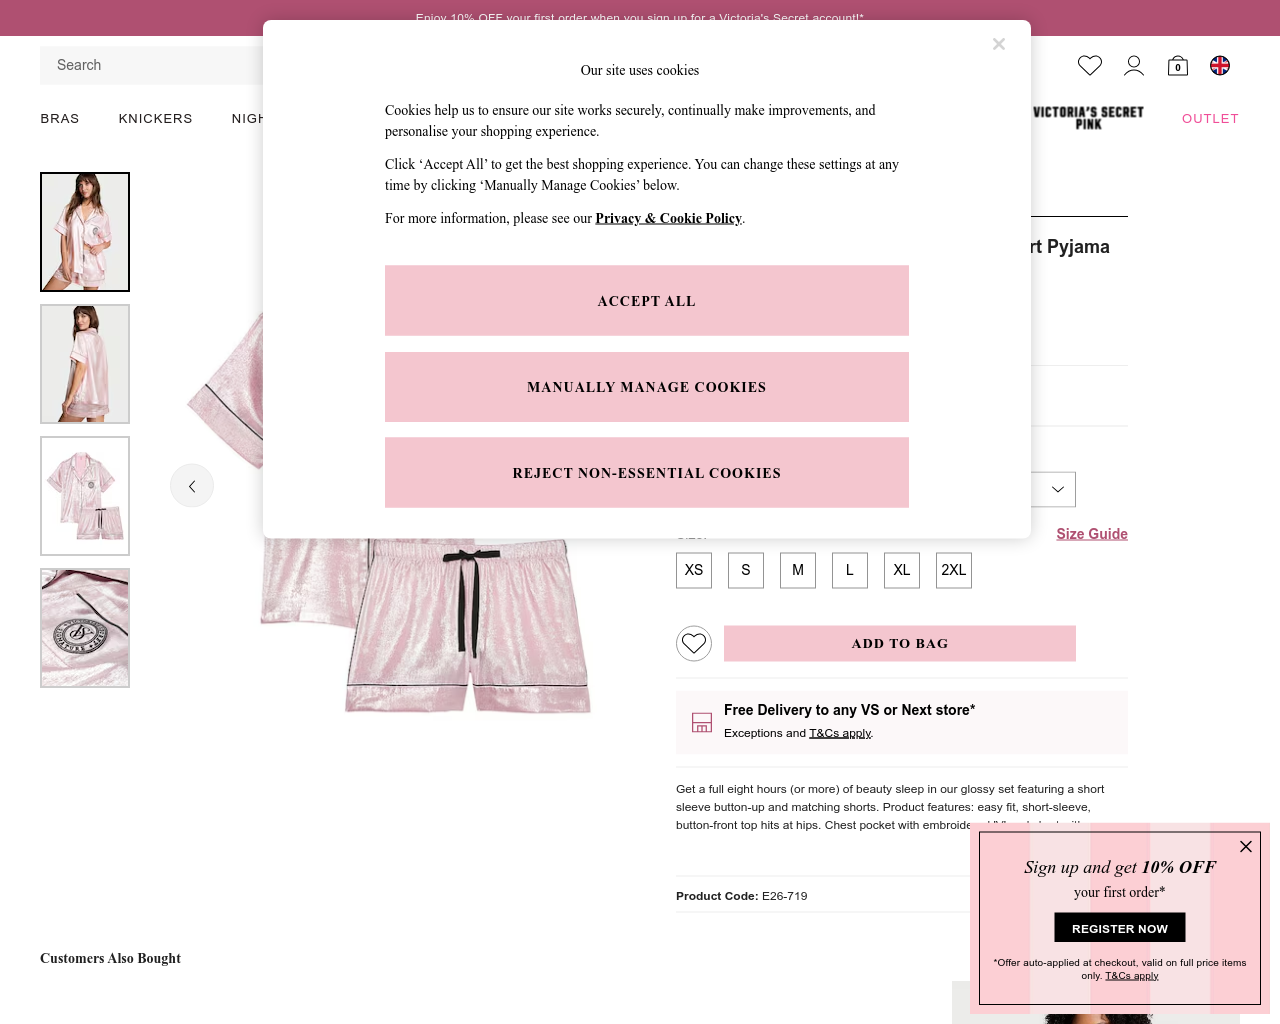 Enjoy 10% OFF your first order when you sign up for a Victoria's Secret account!*
Search
0
BRAS
KNICKERS
VICTORIA'S SECRET
PINK
OUTLET
Our site uses cookies
Cookies help us to ensure our site works securely, continually make improvements, and
personalise your shopping experience.
Click ‘Accept All’ to get the best shopping experience. You can change these settings at any
time by clicking ‘Manually Manage Cookies’ below.
For more information, please see our Privacy & Cookie Policy.
ACCEPT ALL
MANUALLY MANAGE COOKIES
REJECT NON-ESSENTIAL COOKIES
Pyjama
Size Guide
XS
S
M
L
XL
2XL
ADD TO BAG
Free Delivery to any VS or Next store*
Exceptions and T&Cs apply.
Get a full eight hours (or more) of beauty sleep in our glossy set featuring a short
sleeve button-up and matching shorts. Product features: easy fit, short-sleeve,
button-front top hits at hips. Chest pocket with
Product Code: E26-719
Customers Also Bought
Sign up and get 10% OFF
your first order*
REGISTER NOW
*Offer auto-applied at checkout, valid on full price items
only. T&Cs apply